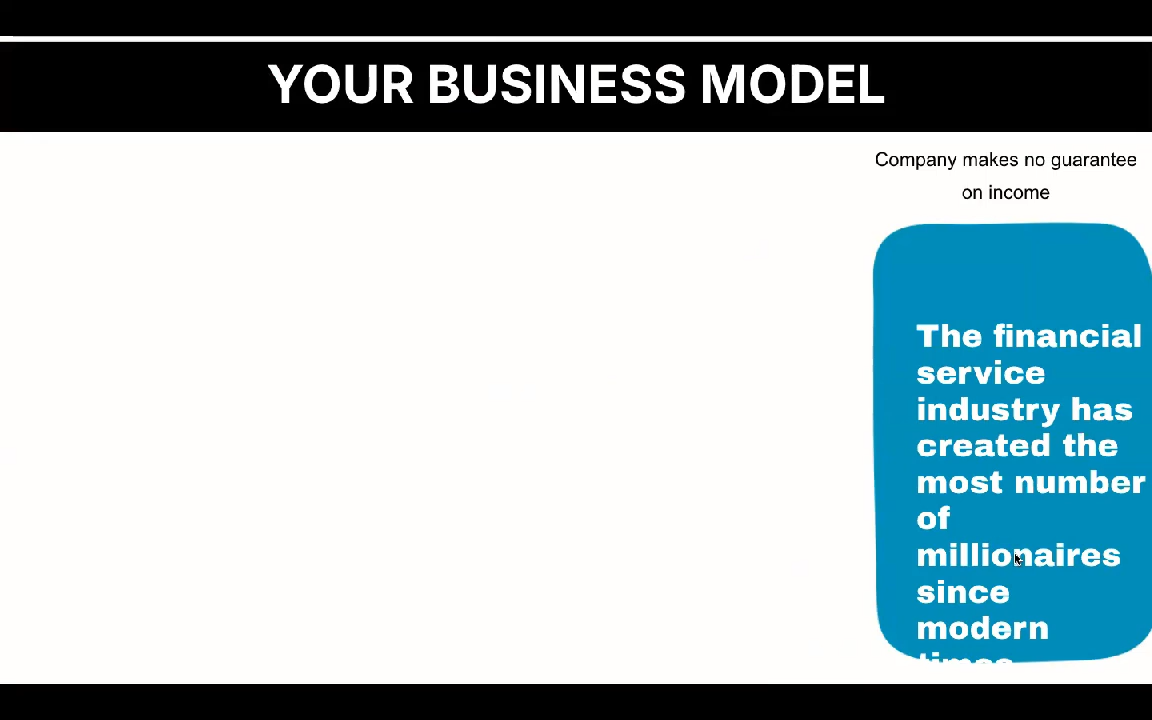 YOUR BUSINESS MODEL
Company makes no guarantee
on income
The financial
service
industry has
created the
most number
of
millionaires
since
modern
times